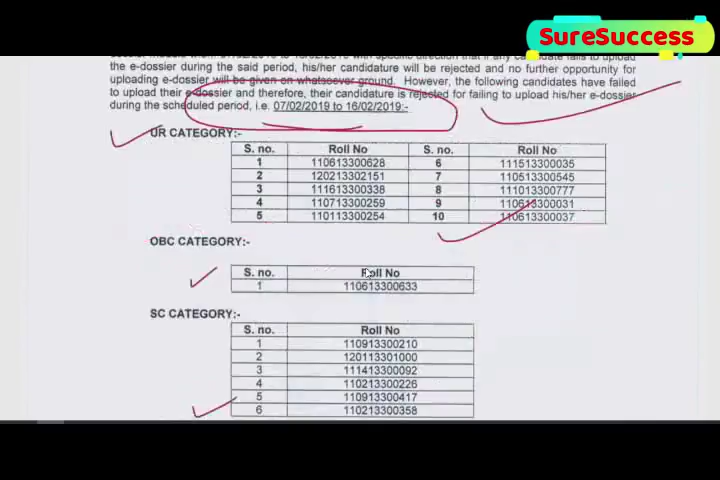 SureSuccess
the e-dossier during the said period, his/her candidature will be rejected and no further opportunity for
uploading e-dossier will be given on whatsoever ground. However, the following candidates have failed
to upload their e-dossier and therefore, their candidature is rejected for failing to upload his/her e-dossier
during the scheduled period, i.e. 07/02/2019 to 16/02/2019:-
UR CATEGORY:-
S. no. Roll No S. no. Roll No
1 110613300628 6 111513300035
2 120213302151 7 110513300545
3 111613300338 8 111013300777
4 110713300259 9 110613300031
5 110113300254 10 110613300037
OBC CATEGORY:-
S. no. Roll No
1 110613300633
SC CATEGORY:-
S. no. Roll No
1 110913300210
2 120113301000
3 111413300092
4 110213300226
5 110913300417
6 110213300358